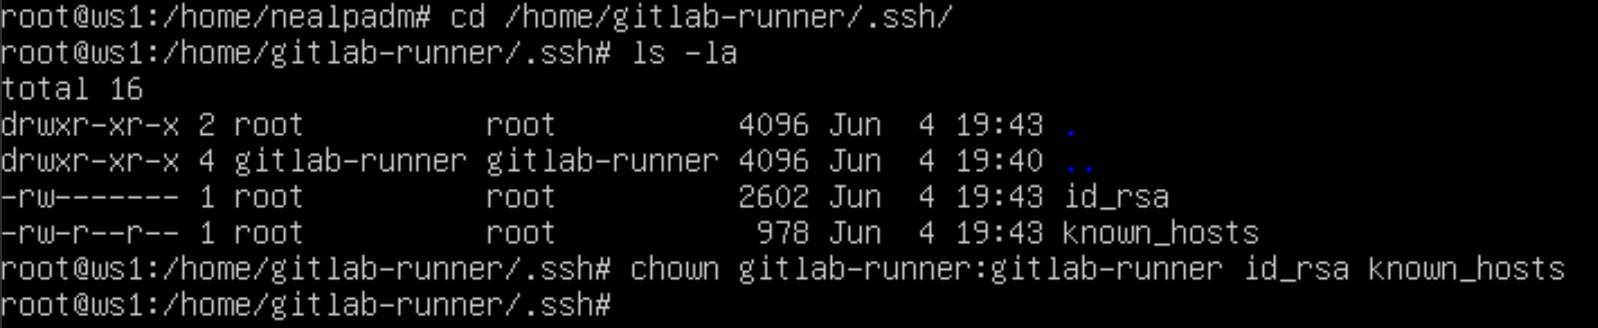 root@ws1:/home/nealpadm# cd /home/gitlab-runner/.ssh/
root@ws1:/home/gitlab-runner/.ssh# ls -la
total 16
drwxr-xr-x 2 root          root          4096 Jun  4 19:43 .
drwxr-xr-x 4 gitlab-runner gitlab-runner 4096 Jun  4 19:40 ..
-rw------- 1 root          root          2602 Jun  4 19:43 id_rsa
-rw-r--r-- 1 root          root           978 Jun  4 19:43 known_hosts
root@ws1:/home/gitlab-runner/.ssh# chown gitlab-runner:gitlab-runner id_rsa known_hosts
root@ws1:/home/gitlab-runner/.ssh#